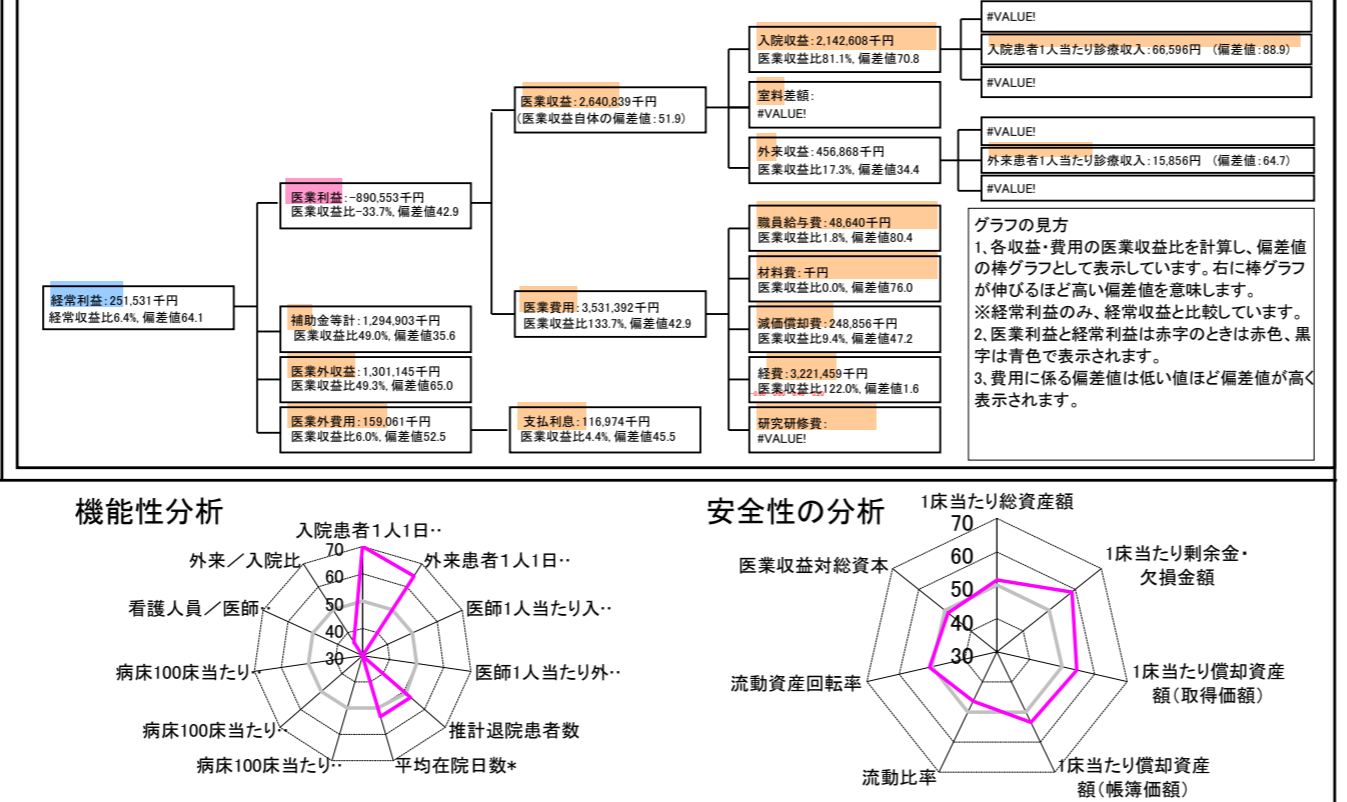 #VALUE!
入院患者1人当たり診療収入:66,596円 (偏差値:88.9)
#VALUE!
入院収益:2,142,608千円
医業収益比81.1%, 偏差値70.8
室料差額:
#VALUE!
外来収益:456,868千円
医業収益比17.3%, 偏差値34.4
#VALUE!
外来患者1人当たり診療収入:15,856円 (偏差値:64.7)
#VALUE!
医業収益:2,640,839千円
(医業収益自体の偏差値:51.9)
医業利益:-890,553千円
医業収益比-33.7%, 偏差値42.9
経常利益:251,531千円
経常収益比6.4%, 偏差値64.1
補助金等計:1,294,903千円
医業収益比49.0%, 偏差値35.6
医業外収益:1,301,145千円
医業収益比49.3%, 偏差値65.0
医業外費用:159,061千円
医業収益比6.0%, 偏差値52.5
医業費用:3,531,392千円
医業収益比133.7%, 偏差値42.9
支払利息:116,974千円
医業収益比4.4%, 偏差値45.5
職員給与費:48,640千円
医業収益比1.8%, 偏差値80.4
材料費:千円
医業収益比0.0%, 偏差値76.0
減価償却費:248,856千円
医業収益比9.4%, 偏差値47.2
経費:3,221,459千円
医業収益比122.0%, 偏差値1.6
研究研修費:
#VALUE!
グラフの見方
1、各収益・費用の医業収益比を計算し、偏差値
の棒グラフとして表示しています。右に棒グラフ
が伸びるほど高い偏差値を意味します。
※経常利益のみ、経常収益と比較しています。
2、医業利益と経常利益は赤字のときは赤色、黒
字は青色で表示されます。
3、費用に係る偏差値は低い値ほど偏差値が高く
表示されます。
機能性分析
入院患者1人1日‥
外来患者1人1日‥
医師1人当たり入‥
医師1人当たり外‥
推計退院患者数
平均在院日数*
病床100床当たり‥
病床100床当たり‥
病床100床当たり‥
看護人員/医師‥
外来/入院比
70
60
50
40
30
安全性の分析
1床当たり総資産額
1床当たり剰余金・
欠損金額
1床当たり償却資産
額(取得価額)
1床当たり償却資産
額(帳簿価額)
流動比率
流動資産回転率
医業収益対総資本
70
60
50
40
30